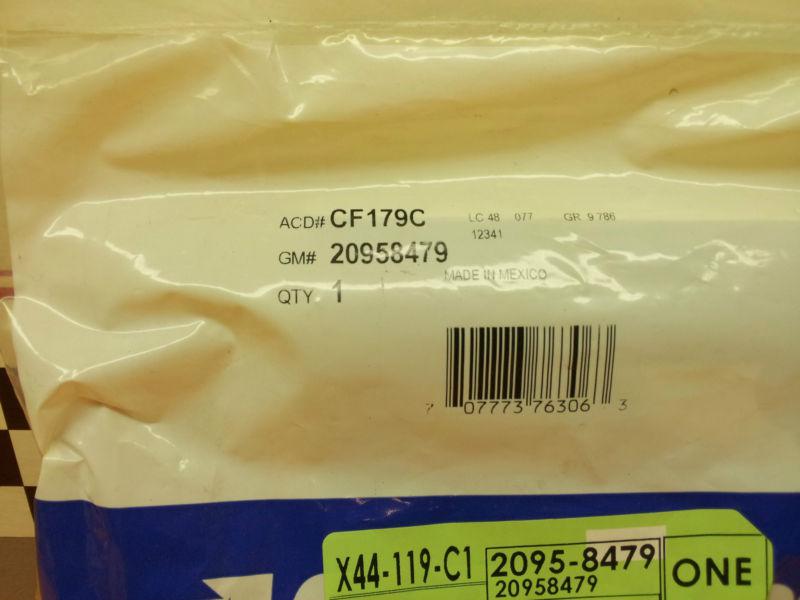 ACD# CF179C LC 48 077 GR 9 786
12341
GM# 20958479
MADE IN MEXICO
QTY. 1
7 07773 76306 3
X44-119-C1 2095-8479 ONE
20958479